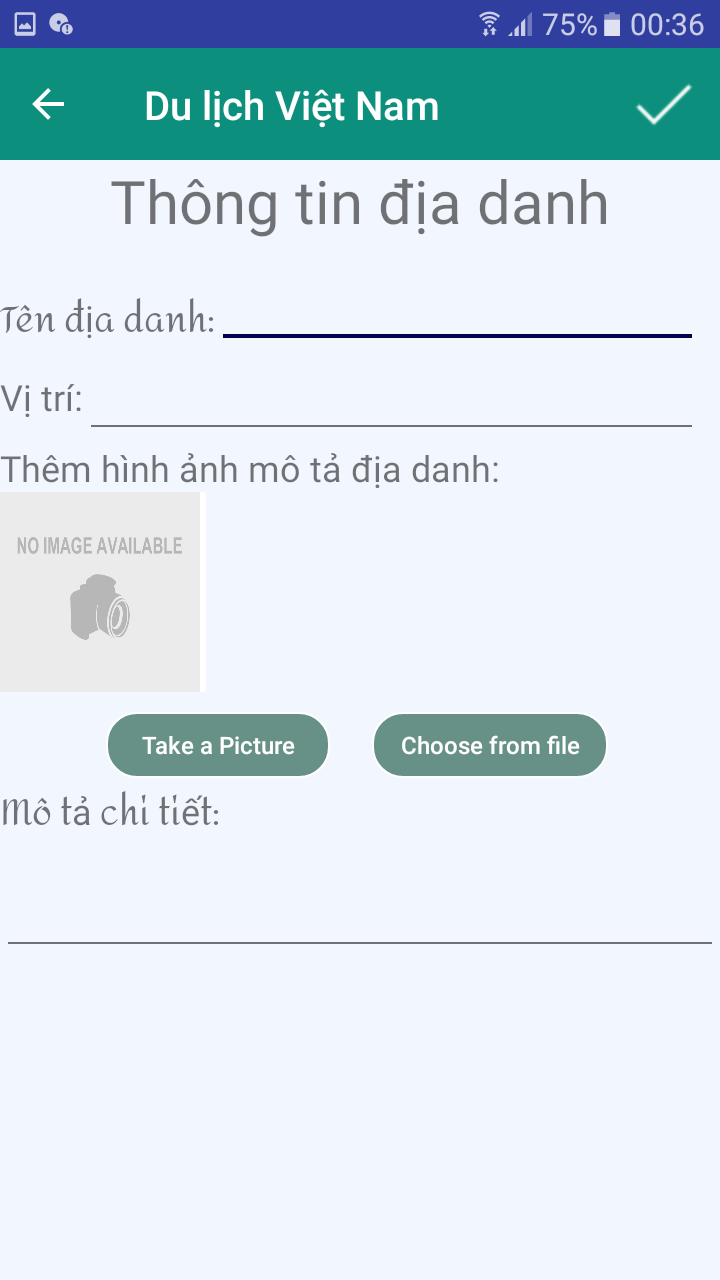 75% 00:36
Du lịch Việt Nam
Thông tin địa danh
Tên địa danh:
Vị trí:
Thêm hình ảnh mô tả địa danh:
NO IMAGE AVAILABLE
Take a Picture Choose from file
Mô tả chi tiết: